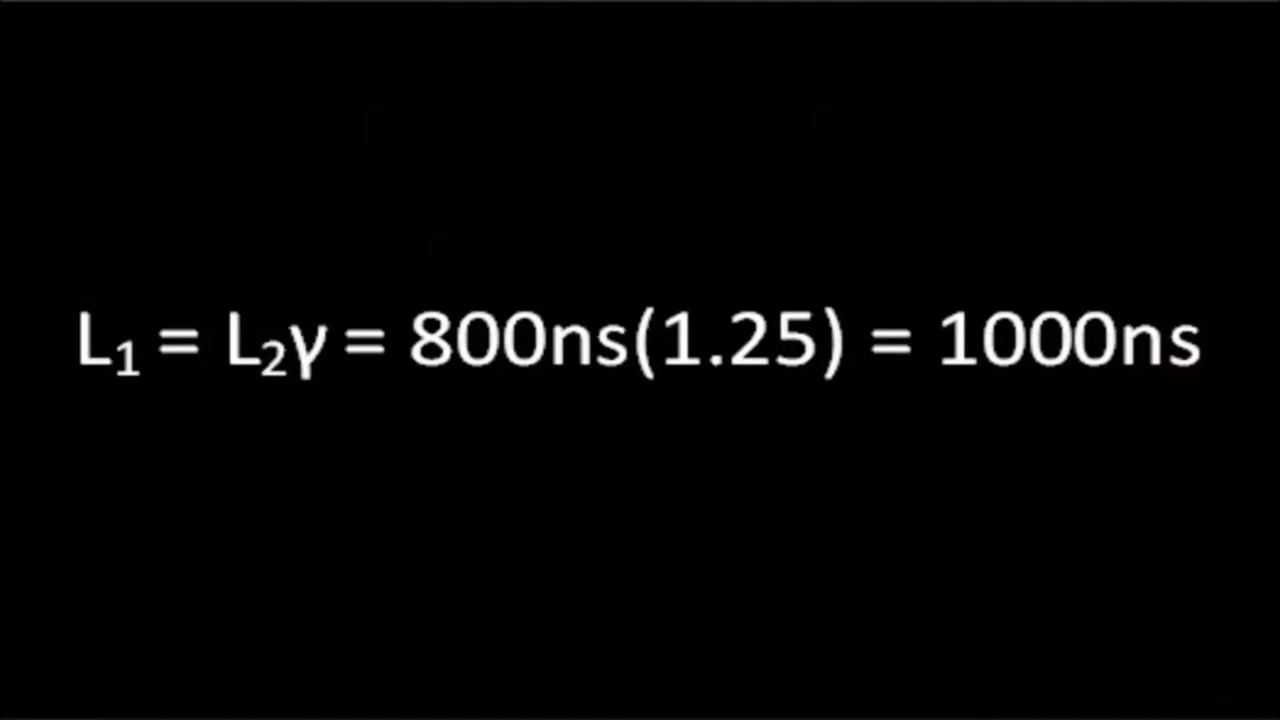 L₁ = L₂γ = 800ns(1.25) = 1000ns